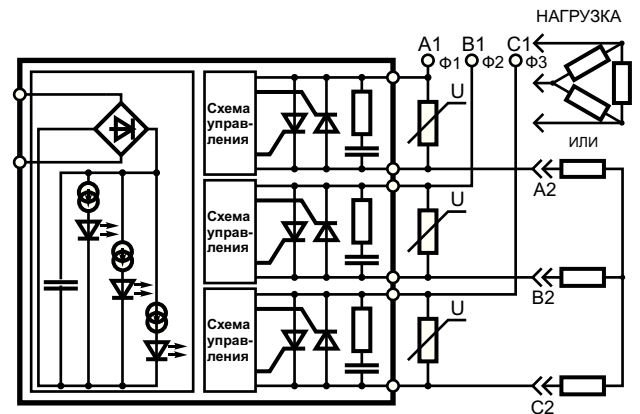 НАГРУЗКА
A1 B1 C1
Ф1 Ф2 Ф3
U
Схема
управ-
ления
ИЛИ
A2
U
Схема
управ-
ления
B2
U
Схема
управ-
ления
C2